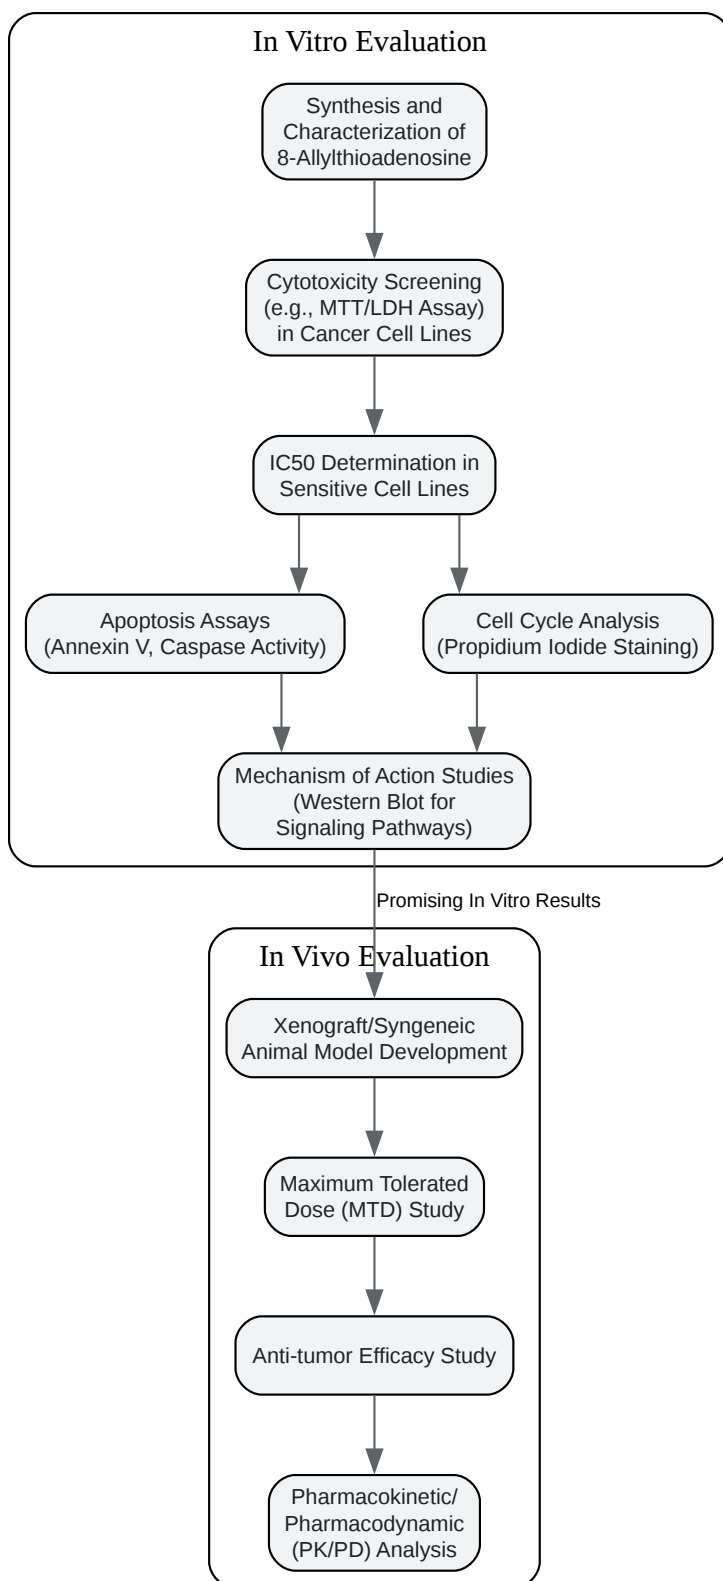 In Vitro Evaluation
Synthesis and
Characterization of
8-Allylthioadenosine
Cytotoxicity Screening
(e.g., MTT/LDH Assay)
in Cancer Cell Lines
IC50 Determination in
Sensitive Cell Lines
Apoptosis Assays
(Annexin V, Caspase Activity)
Cell Cycle Analysis
(Propidium Iodide Staining)
Mechanism of Action Studies
(Western Blot for
Signaling Pathways)
Promising In Vitro Results
In Vivo Evaluation
Xenograft/Syngeneic
Animal Model Development
Maximum Tolerated
Dose (MTD) Study
Anti-tumor Efficacy Study
Pharmacokinetic/
Pharmacodynamic
(PK/PD) Analysis